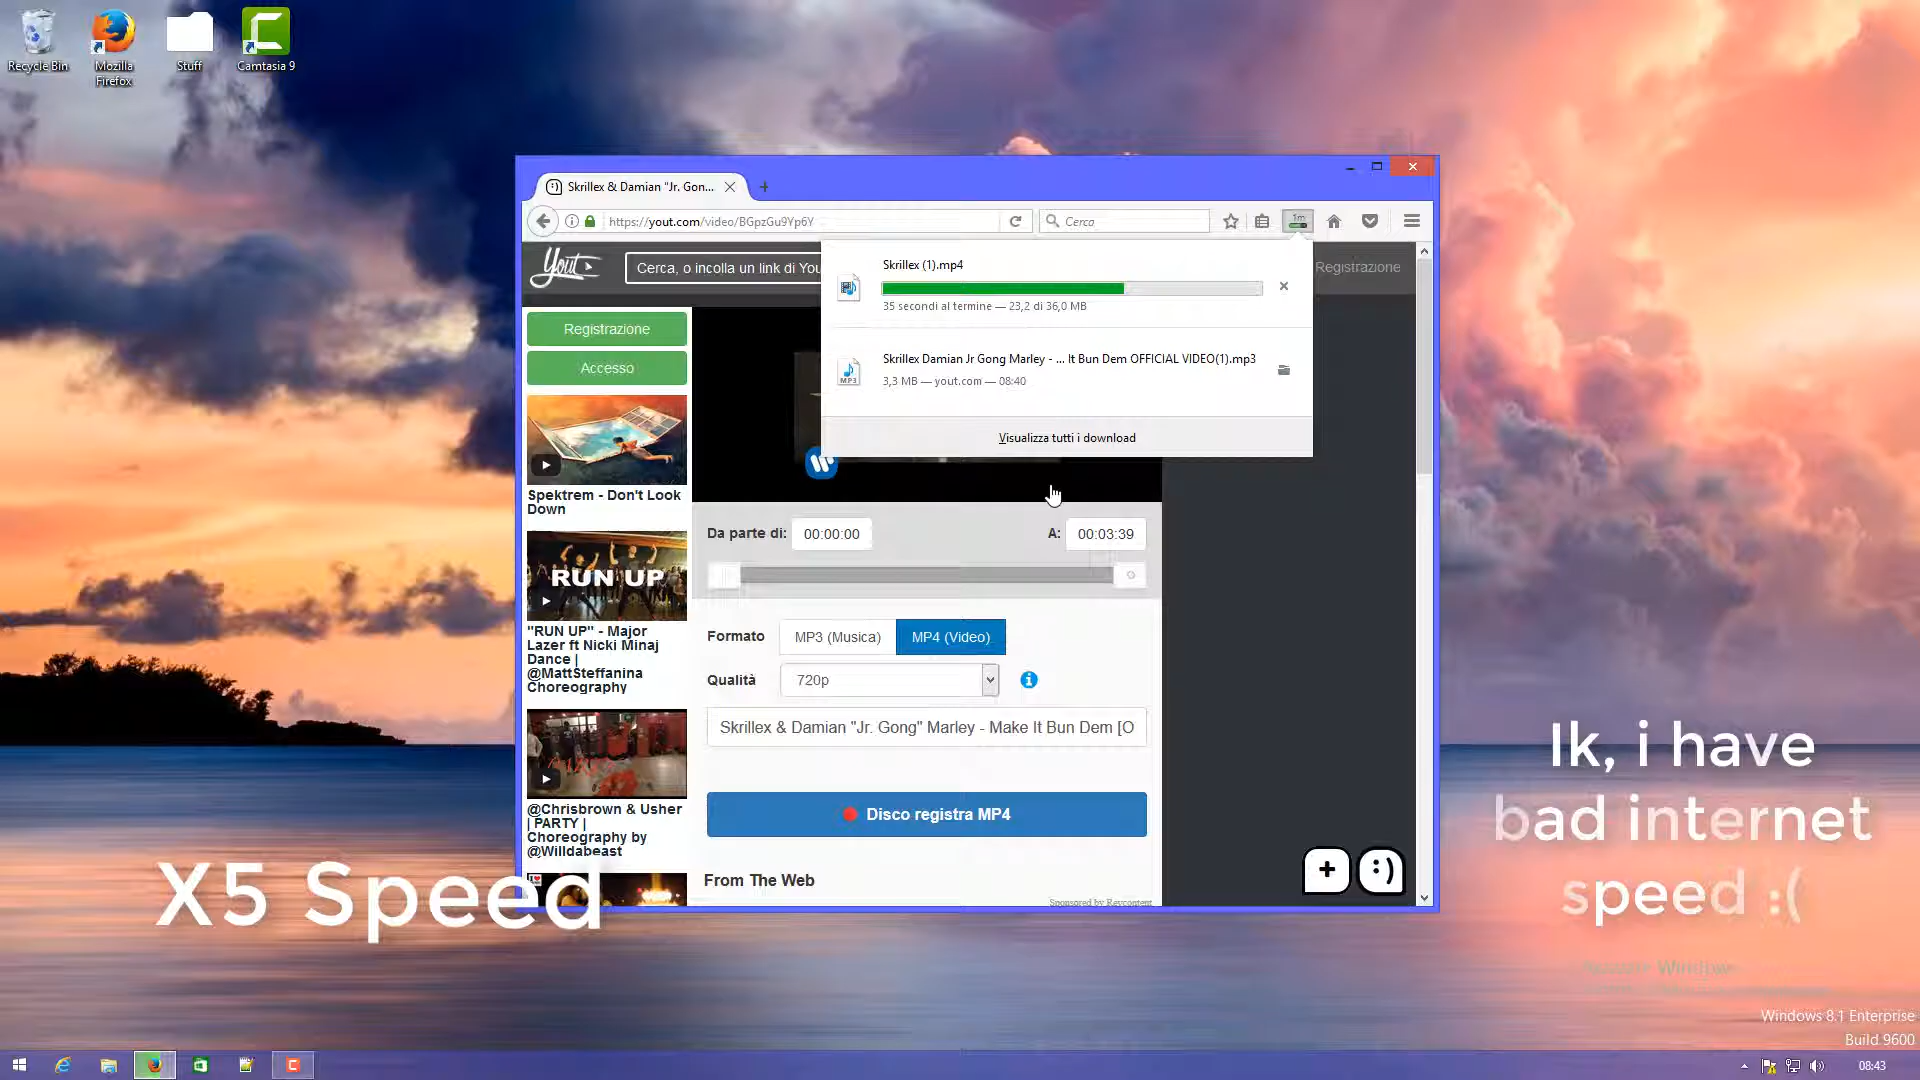 Recycle Bin
Mozilla
Firefox
Stuff
Camtasia 9
Skrillex & Damian "Jr. Gon...
https://yout.com/video/BGpzGu9Yp6Y
Cerca
1m
Yout
Cerca, o incolla un link di You
Registrazione
Skrillex (1).mp4
35 secondi al termine — 23,2 di 36,0 MB
Skrillex Damian Jr Gong Marley - ... It Bun Dem OFFICIAL VIDEO(1).mp3
3,3 MB — yout.com — 08:40
MP3
Visualizza tutti i download
Registrazione
Accesso
Spektrem - Don't Look
Down
RUN UP
"RUN UP" - Major
Lazer ft Nicki Minaj
Dance |
@MattSteffanina
Choreography
@Chrisbrown & Usher
| PARTY |
Choreography by
@Willdabeast
Da parte di:
00:00:00
A:
00:03:39
Formato
MP3 (Musica)
MP4 (Video)
Qualità
720p
Skrillex & Damian "Jr. Gong" Marley - Make It Bun Dem [O
Disco registra MP4
From The Web
Sponsored by Revcontent
+
:)
X5 Speed
Ik, i have
bad internet
speed :(
Windows 8.1 Enterprise
Build 9600
08:43